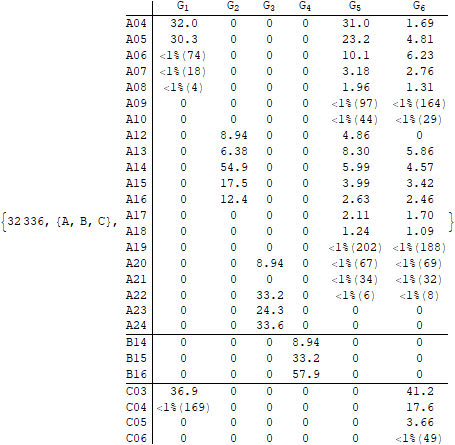 G1 G2 G3 G4 G5 G6
A04 32.0 0 0 0 31.0 1.69
A05 30.3 0 0 0 23.2 4.81
A06 <1%(74) 0 0 0 10.1 6.23
A07 <1%(18) 0 0 0 3.18 2.76
A08 <1%(4) 0 0 0 1.96 1.31
A09 0 0 0 0 <1%(97) <1%(164)
A10 0 0 0 0 <1%(44) <1%(29)
A12 0 8.94 0 0 4.86 0
A13 0 6.38 0 0 8.30 5.86
A14 0 54.9 0 0 5.99 4.57
A15 0 17.5 0 0 3.99 3.42
A16 0 12.4 0 0 2.63 2.46
{32336, {A, B, C}, A17 0 0 0 0 2.11 1.70 }
A18 0 0 0 0 1.24 1.09
A19 0 0 0 0 <1%(202) <1%(188)
A20 0 0 8.94 0 <1%(67) <1%(69)
A21 0 0 0 0 <1%(34) <1%(32)
A22 0 0 33.2 0 <1%(6) <1%(8)
A23 0 0 24.3 0 0 0
A24 0 0 33.6 0 0 0
B14 0 0 0 8.94 0 0
B15 0 0 0 33.2 0 0
B16 0 0 0 57.9 0 0
C03 36.9 0 0 0 0 41.2
C04 <1%(169) 0 0 0 0 17.6
C05 0 0 0 0 0 3.66
C06 0 0 0 0 0 <1%(49)